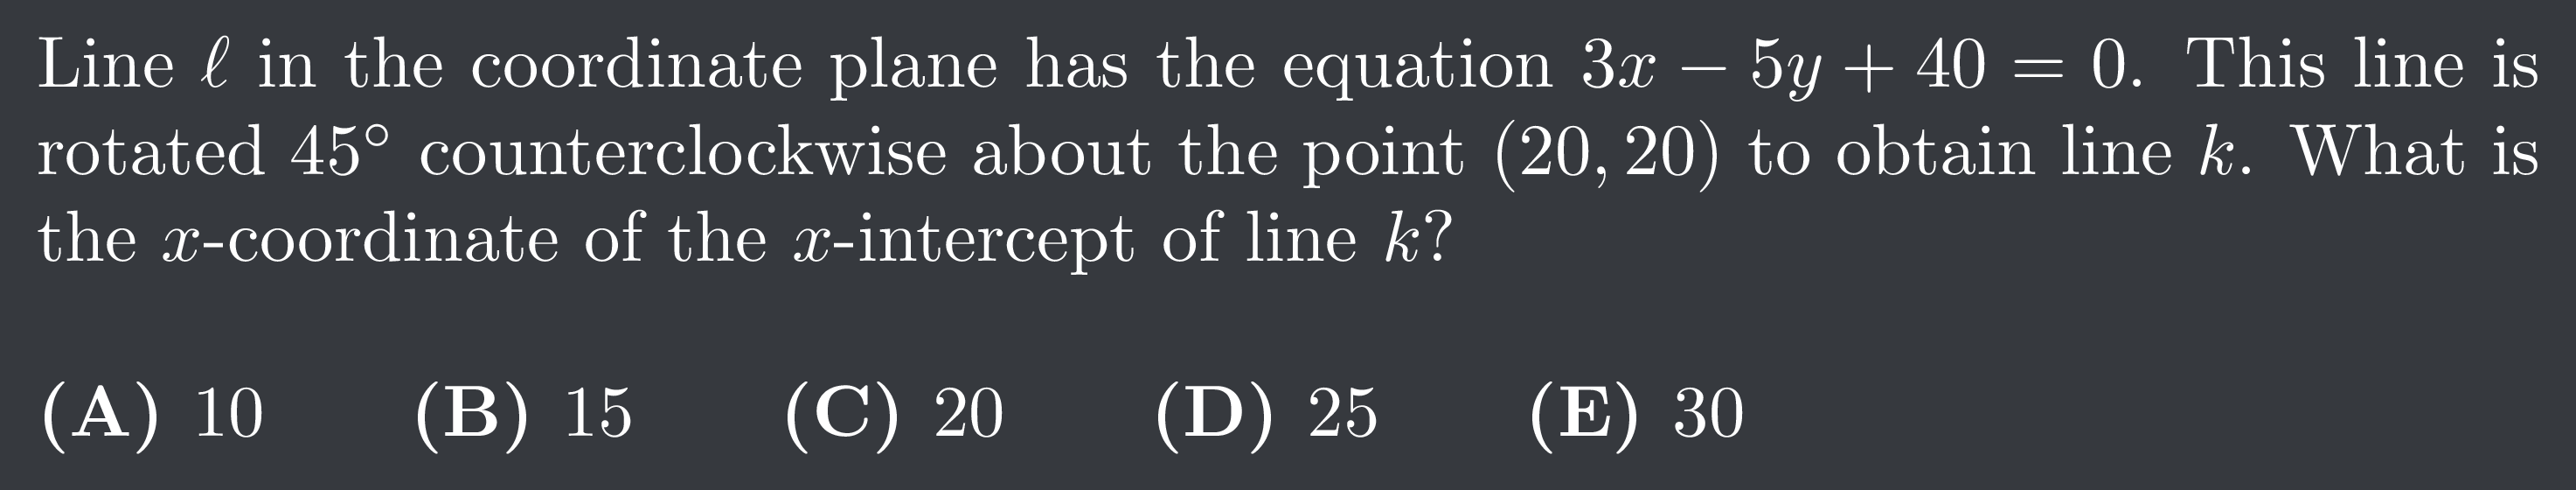 Line ℓ in the coordinate plane has the equation 3x − 5y + 40 = 0. This line is
rotated 45° counterclockwise about the point (20, 20) to obtain line k. What is
the x-coordinate of the x-intercept of line k?
(A) 10 (B) 15 (C) 20 (D) 25 (E) 30